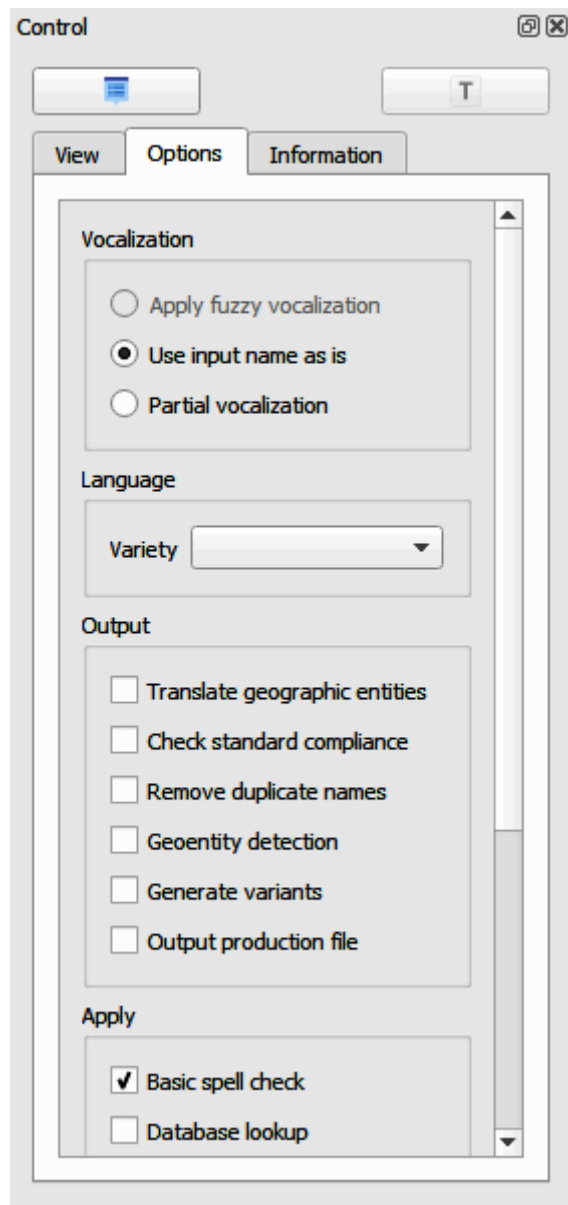 Control
T
View Options Information
Vocalization
Apply fuzzy vocalization
Use input name as is
Partial vocalization
Language
Variety
Output
Translate geographic entities
Check standard compliance
Remove duplicate names
Geoentity detection
Generate variants
Output production file
Apply
Basic spell check
Database lookup